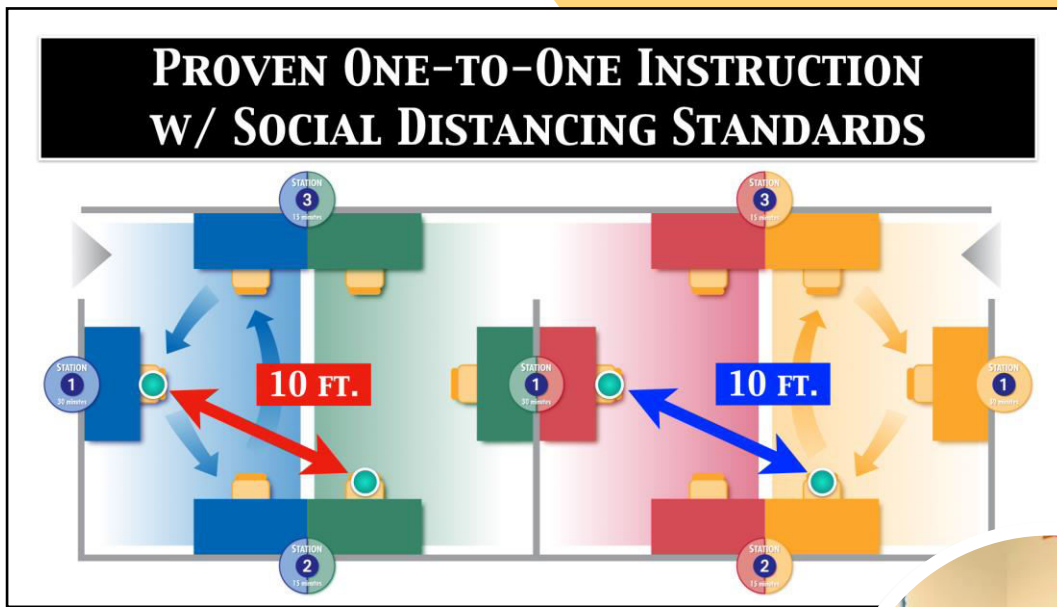 PROVEN ONE-TO-ONE INSTRUCTION
W/ SOCIAL DISTANCING STANDARDS
STATION
3
15 minutes
STATION
3
15 minutes
STATION
1
30 minutes
10 FT.
STATION
1
30 minutes
10 FT.
STATION
1
30 minutes
STATION
2
15 minutes
STATION
2
15 minutes